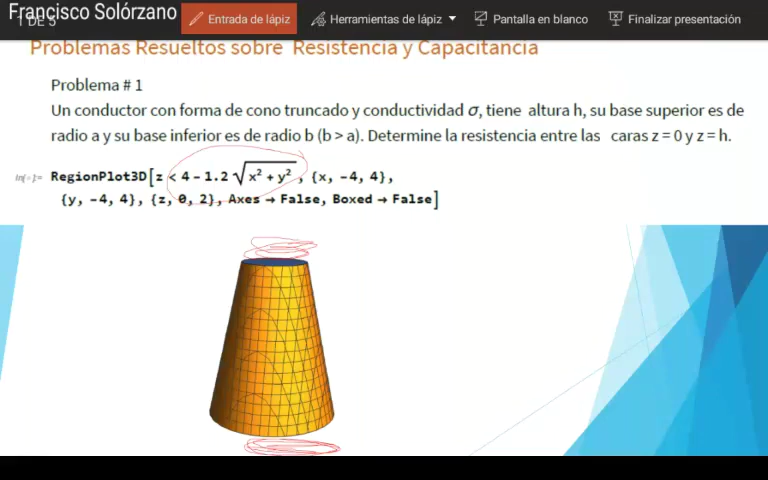 Francisco Solórzano
1 DE 5
Entrada de lápiz
Herramientas de lápiz
Pantalla en blanco
Finalizar presentación
Problemas Resueltos sobre Resistencia y Capacitancia
Problema # 1
Un conductor con forma de cono truncado y conductividad σ, tiene altura h, su base superior es de
radio a y su base inferior es de radio b (b > a). Determine la resistencia entre las caras z = 0 y z = h.
In[•]:= RegionPlot3D[z < 4 – 1.2 √(x² + y²), {x, -4, 4},
{y, -4, 4}, {z, 0, 2}, Axes → False, Boxed → False]